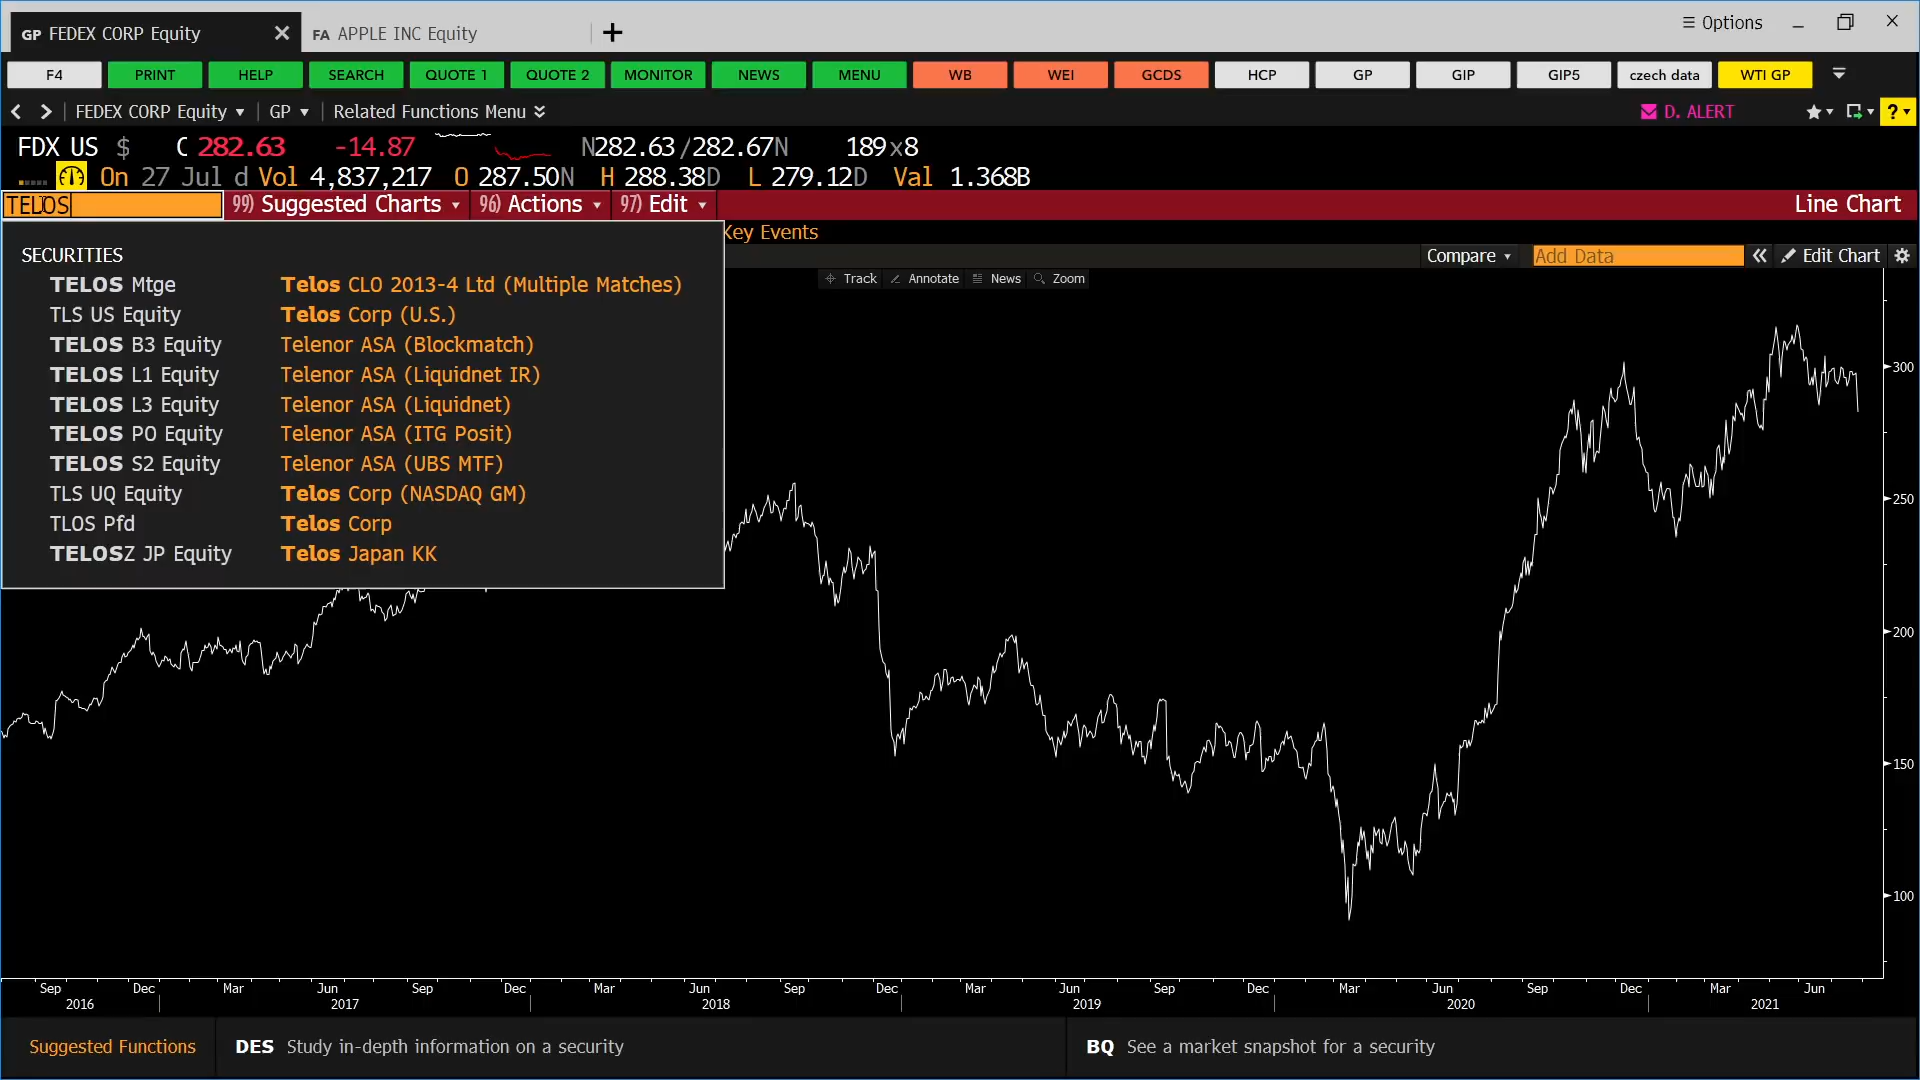 GP FEDEX CORP Equity FA APPLE INC Equity Options
F4 PRINT HELP SEARCH QUOTE 1 QUOTE 2 MONITOR NEWS MENU WB WEI GCDS HCP GP GIP GIP5 czech data WTI GP
FEDEX CORP Equity GP Related Functions Menu D. ALERT ?
FDX US $ C 282.63 -14.87 N282.63/282.67N 189x8
On 27 Jul d Vol 4,837,217 O 287.50N H 288.38D L 279.12D Val 1.368B
TELOS 99) Suggested Charts 96) Actions 97) Edit Line Chart
Key Events
Compare Add Data Edit Chart
Track Annotate News Zoom
SECURITIES
TELOS Mtge Telos CLO 2013-4 Ltd (Multiple Matches)
TLS US Equity Telos Corp (U.S.)
TELOS B3 Equity Telenor ASA (Blockmatch)
TELOS L1 Equity Telenor ASA (Liquidnet IR)
TELOS L3 Equity Telenor ASA (Liquidnet)
TELOS PO Equity Telenor ASA (ITG Posit)
TELOS S2 Equity Telenor ASA (UBS MTF)
TLS UQ Equity Telos Corp (NASDAQ GM)
TLOS Pfd Telos Corp
TELOSZ JP Equity Telos Japan KK
300
250
200
150
100
Sep Dec Mar Jun Sep Dec Mar Jun Sep Dec Mar Jun Sep Dec Mar Jun Sep Dec Mar Jun
2016 2017 2018 2019 2020 2021
Suggested Functions DES Study in-depth information on a security BQ See a market snapshot for a security